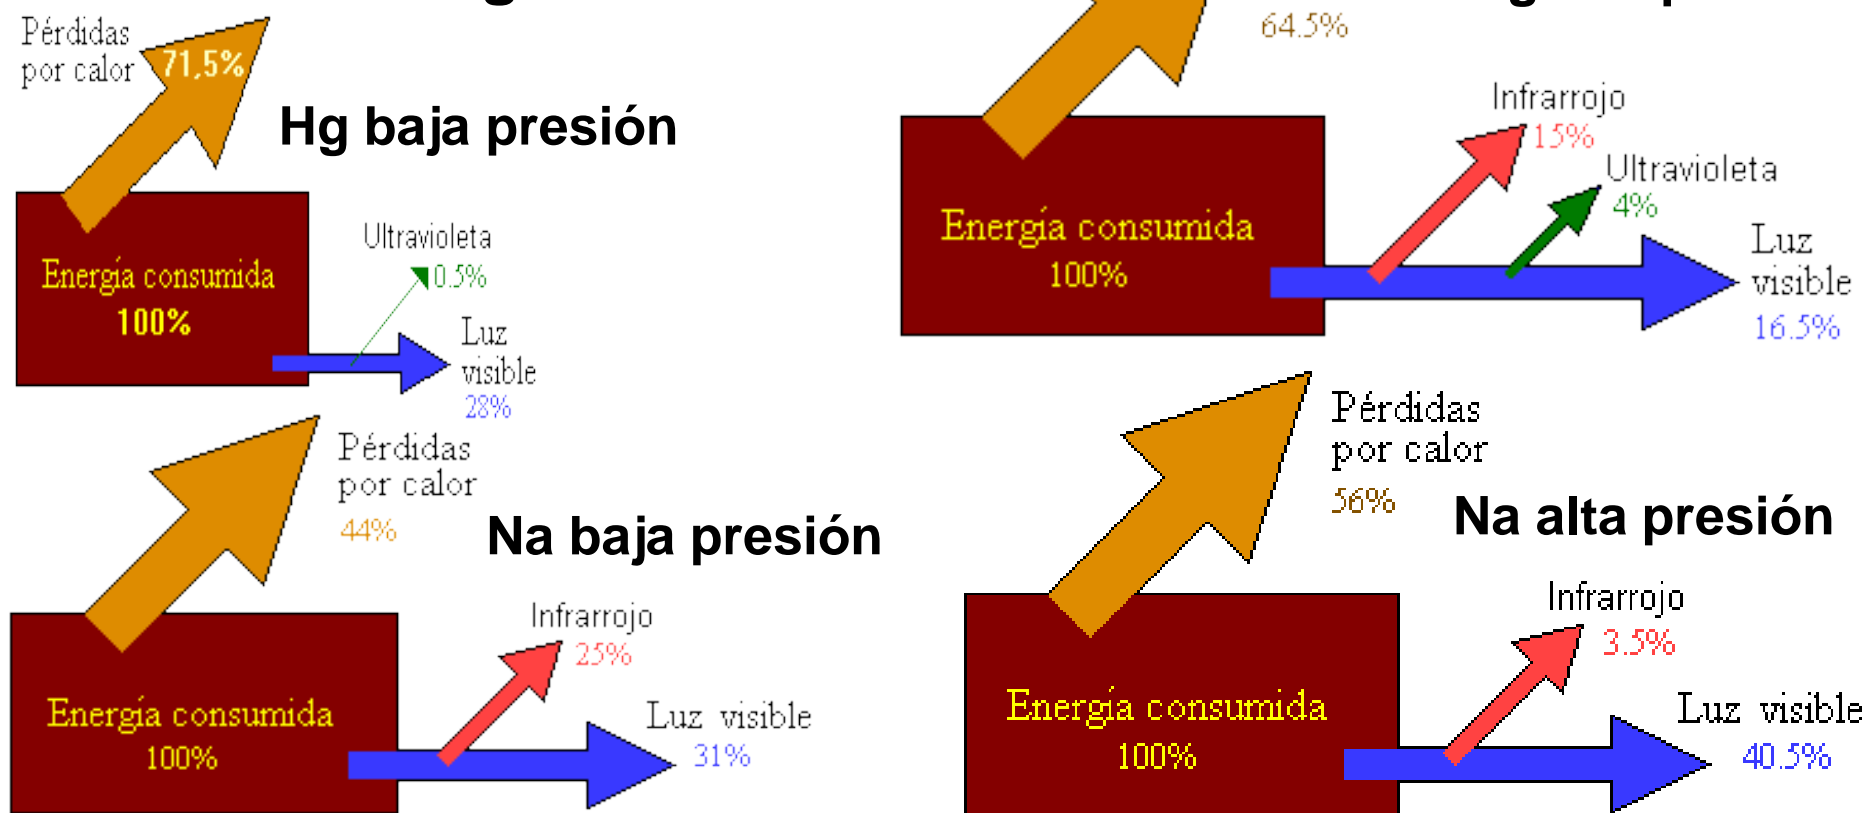 Pérdidas
por calor
71,5%
Hg baja presión
Energía consumida
100%
Ultravioleta
0.5%
Luz
visible
28%
64.5%
Infrarrojo
15%
Ultravioleta
4%
Energía consumida
100%
Luz
visible
16.5%
Pérdidas
por calor
44%
Na baja presión
Infrarrojo
25%
Energía consumida
100%
Luz visible
31%
Pérdidas
por calor
56%
Na alta presión
Infrarrojo
3.5%
Energía consumida
100%
Luz visible
40.5%